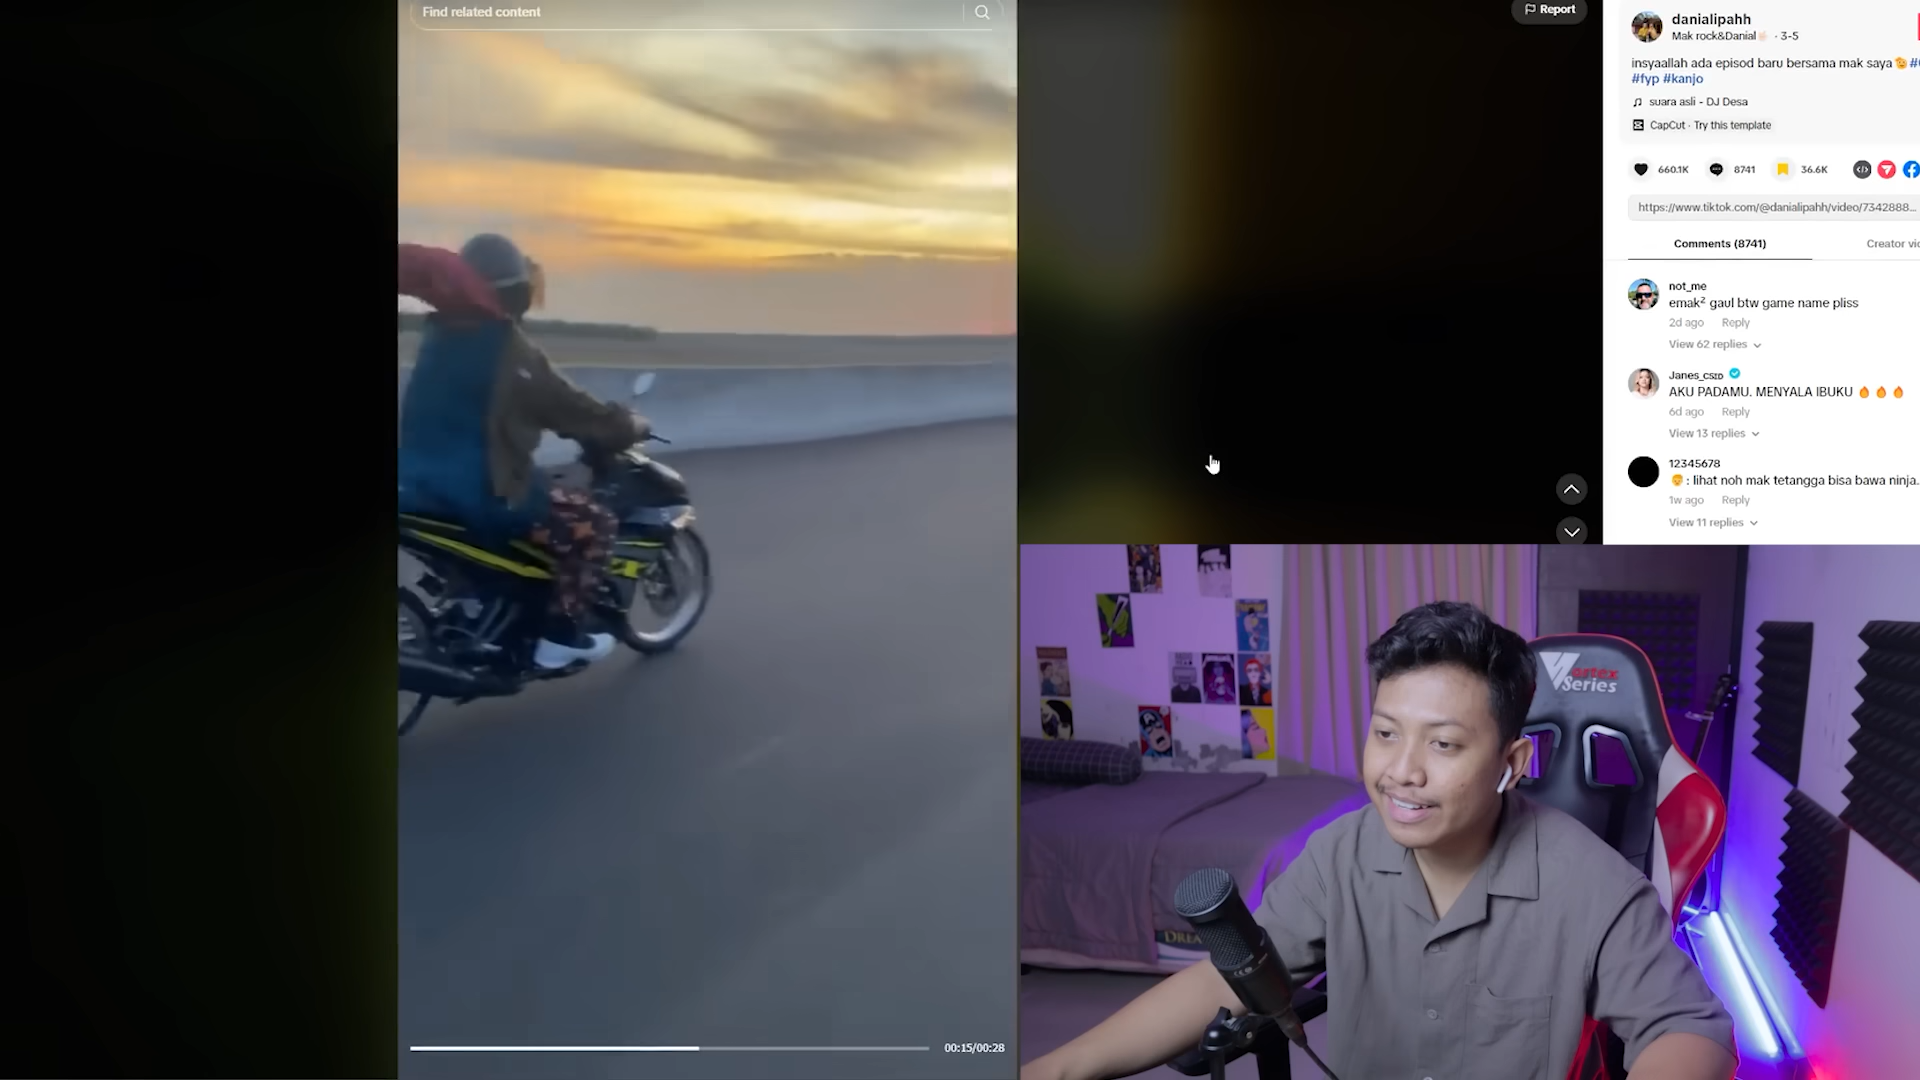 Find related content
Report
danialipahh
Mak rock&Danial🤙🏻 · 3-5
insyaallah ada episod baru bersama mak saya🫡
#fyp #kanjo
suara asli - DJ Desa
CapCut · Try this template
660.1K
8741
36.6K
https://www.tiktok.com/@danialipahh/video/7342888...
Comments (8741)
Creator
not_me
emak² gaul btw game name pliss
2d ago Reply
View 62 replies
Janes_CSID
AKU PADAMU. MENYALA IBUKU 🔥 🔥 🔥
6d ago Reply
View 13 replies
12345678
: lihat noh mak tetangga bisa bawa ninja.
1w ago Reply
View 11 replies
Vortex
Series
DREA
00:15/00:28